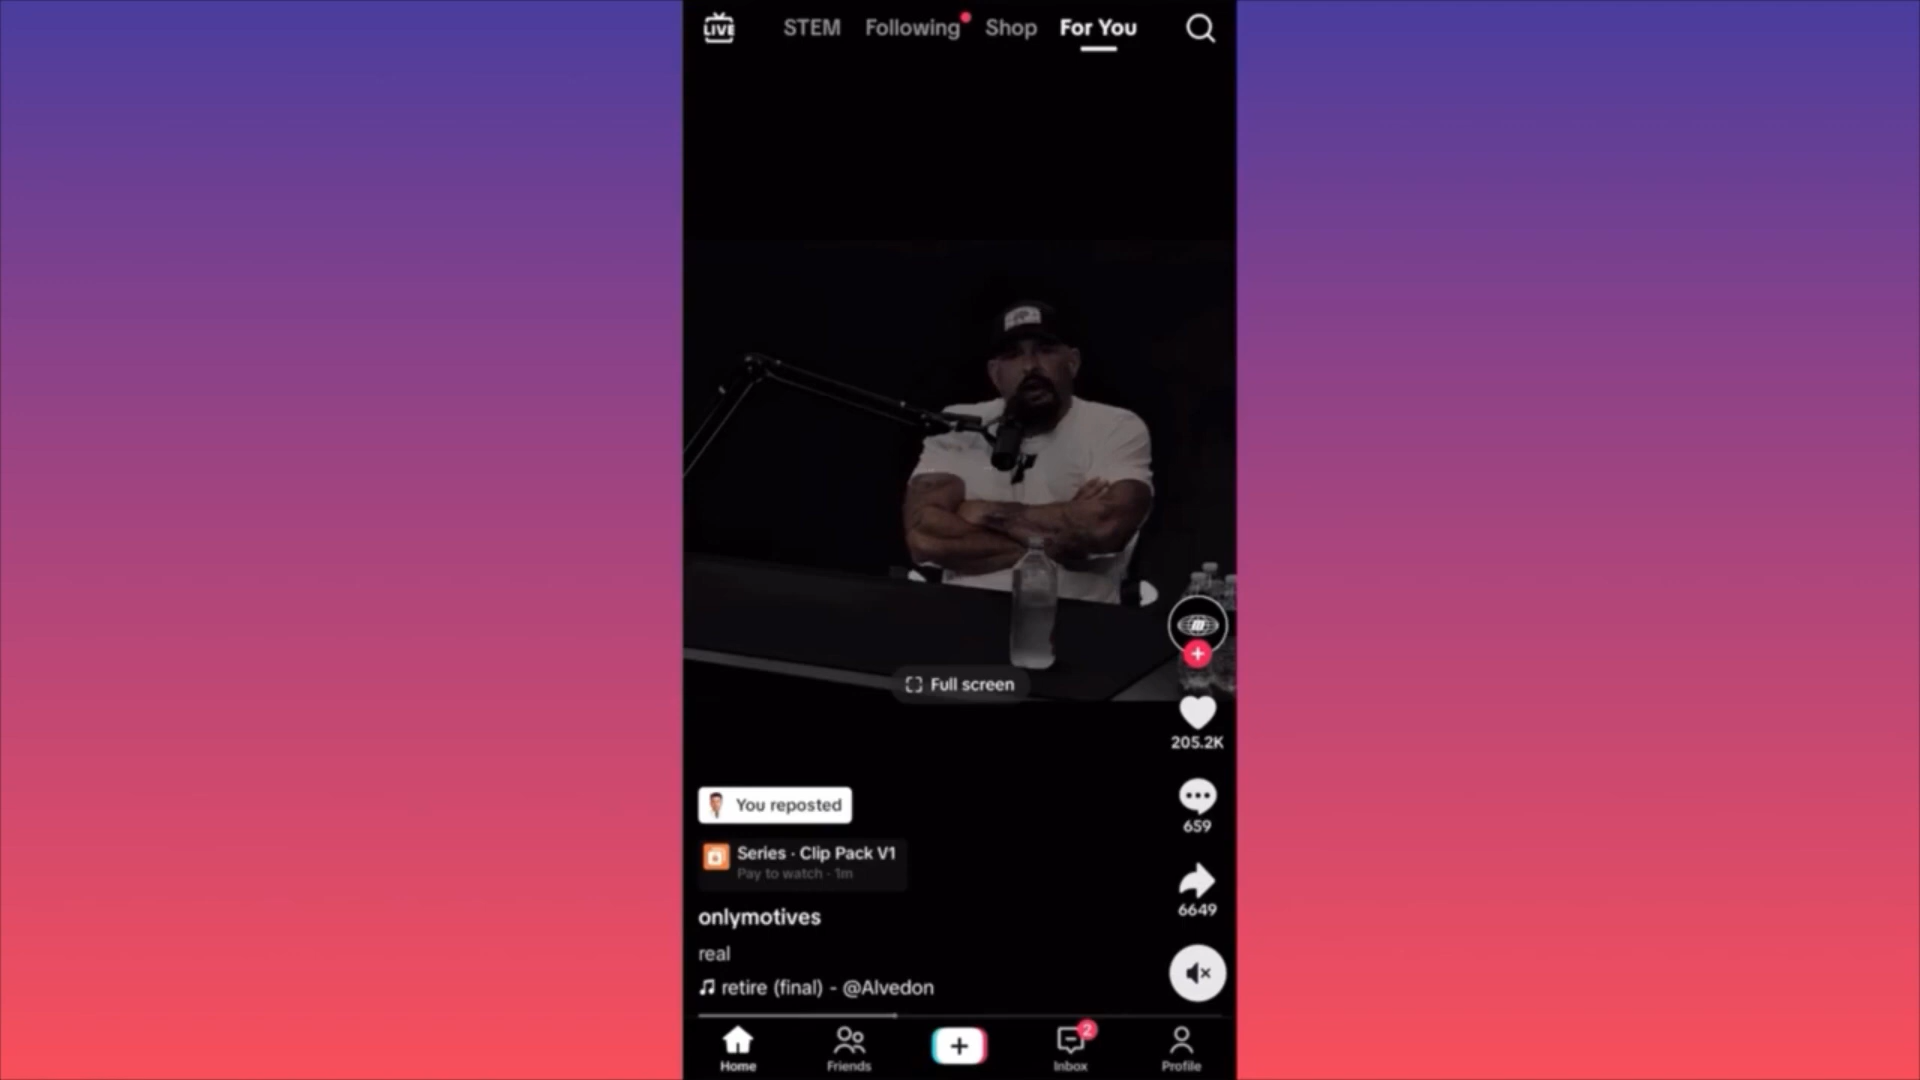 LIVE
STEM Following Shop For You
Full screen
205.2K
You reposted
659
Series · Clip Pack V1
Pay to watch · 1m
6649
onlymotives
real
retire (final) - @Alvedon
2
Home Friends Inbox Profile